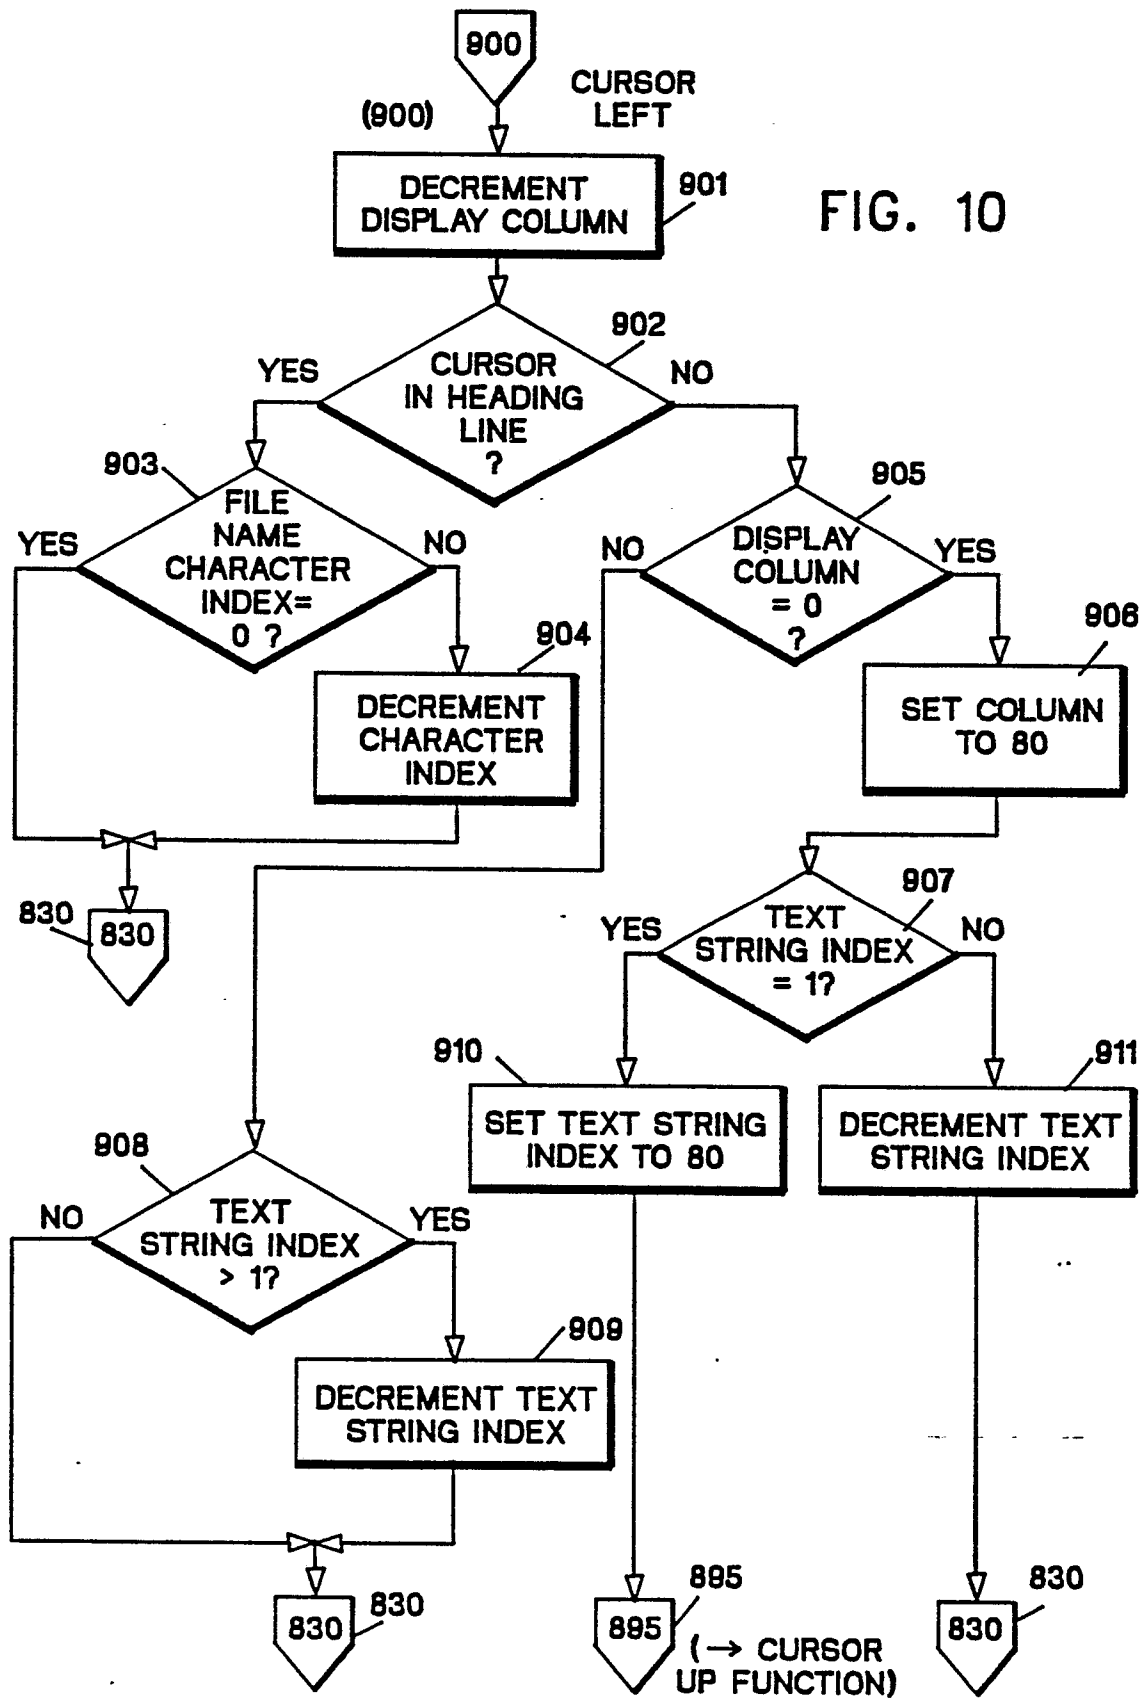 900
CURSOR
LEFT
(900)
DECREMENT
DISPLAY COLUMN
901
FIG. 10
902
CURSOR
IN HEADING
LINE
?
YES
NO
903
FILE
NAME
CHARACTER
INDEX=
0 ?
YES
NO
905
DISPLAY
COLUMN
= 0
?
NO
YES
904
DECREMENT
CHARACTER
INDEX
906
SET COLUMN
TO 80
830
830
907
TEXT
STRING INDEX
= 1?
YES
NO
910
SET TEXT STRING
INDEX TO 80
911
DECREMENT TEXT
STRING INDEX
908
TEXT
STRING INDEX
> 1?
NO
YES
909
DECREMENT TEXT
STRING INDEX
830
830
895
895
(→ CURSOR
UP FUNCTION)
830
830